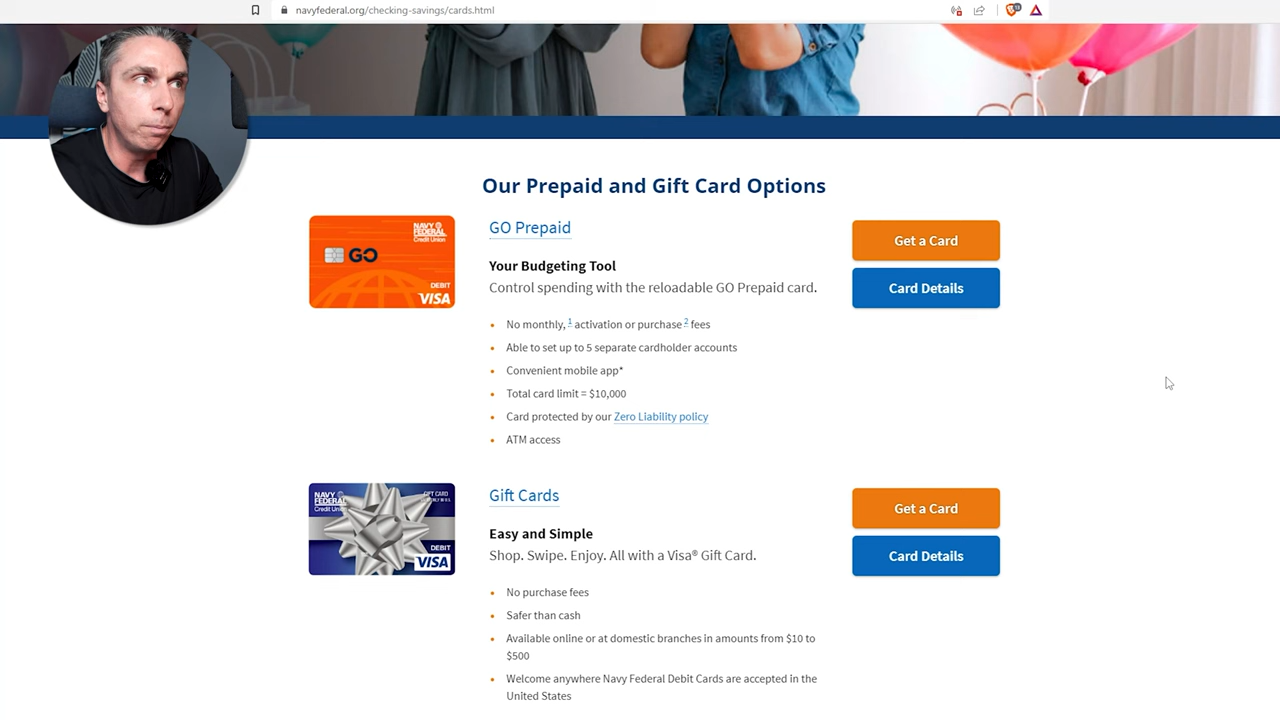 navyfederal.org/checking-savings/cards.html
Our Prepaid and Gift Card Options
NAVY
FEDERAL
Credit Union
GO
DEBIT
VISA
GO Prepaid
Your Budgeting Tool
Control spending with the reloadable GO Prepaid card.
• No monthly, 1 activation or purchase 2 fees
• Able to set up to 5 separate cardholder accounts
• Convenient mobile app*
• Total card limit = $10,000
• Card protected by our Zero Liability policy
• ATM access
Get a Card
Card Details
NAVY
FEDERAL
Credit Union
GIFT CARD
DEBIT
VISA
Gift Cards
Easy and Simple
Shop. Swipe. Enjoy. All with a Visa® Gift Card.
• No purchase fees
• Safer than cash
• Available online or at domestic branches in amounts from $10 to
$500
• Welcome anywhere Navy Federal Debit Cards are accepted in the
United States
Get a Card
Card Details